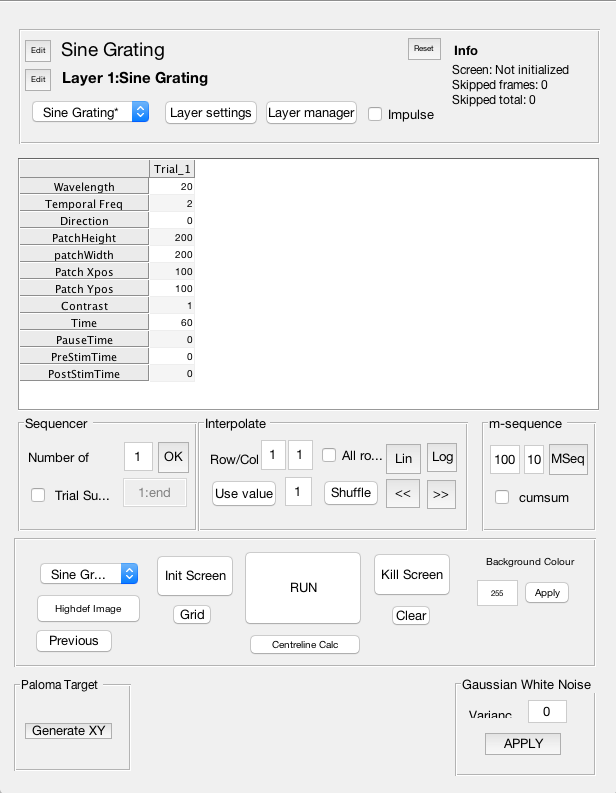 Edit Sine Grating
Reset Info
Edit Layer 1:Sine Grating
Screen: Not initialized
Skipped frames: 0
Skipped total: 0
Sine Grating* Layer settings Layer manager Impulse
Trial_1
Wavelength 20
Temporal Freq 2
Direction 0
PatchHeight 200
patchWidth 200
Patch Xpos 100
Patch Ypos 100
Contrast 1
Time 60
PauseTime 0
PreStimTime 0
PostStimTime 0
Sequencer
Number of 1 OK
Trial Su... 1:end
Interpolate
Row/Col 1 1 All ro... Lin Log
Use value 1 Shuffle << >>
m-sequence
100 10 MSeq
cumsum
Sine Gr... Init Screen RUN Kill Screen Background Colour
255 Apply
Highdef Image Grid Clear
Previous Centreline Calc
Paloma Target
Generate XY
Gaussian White Noise
Varianc 0
APPLY